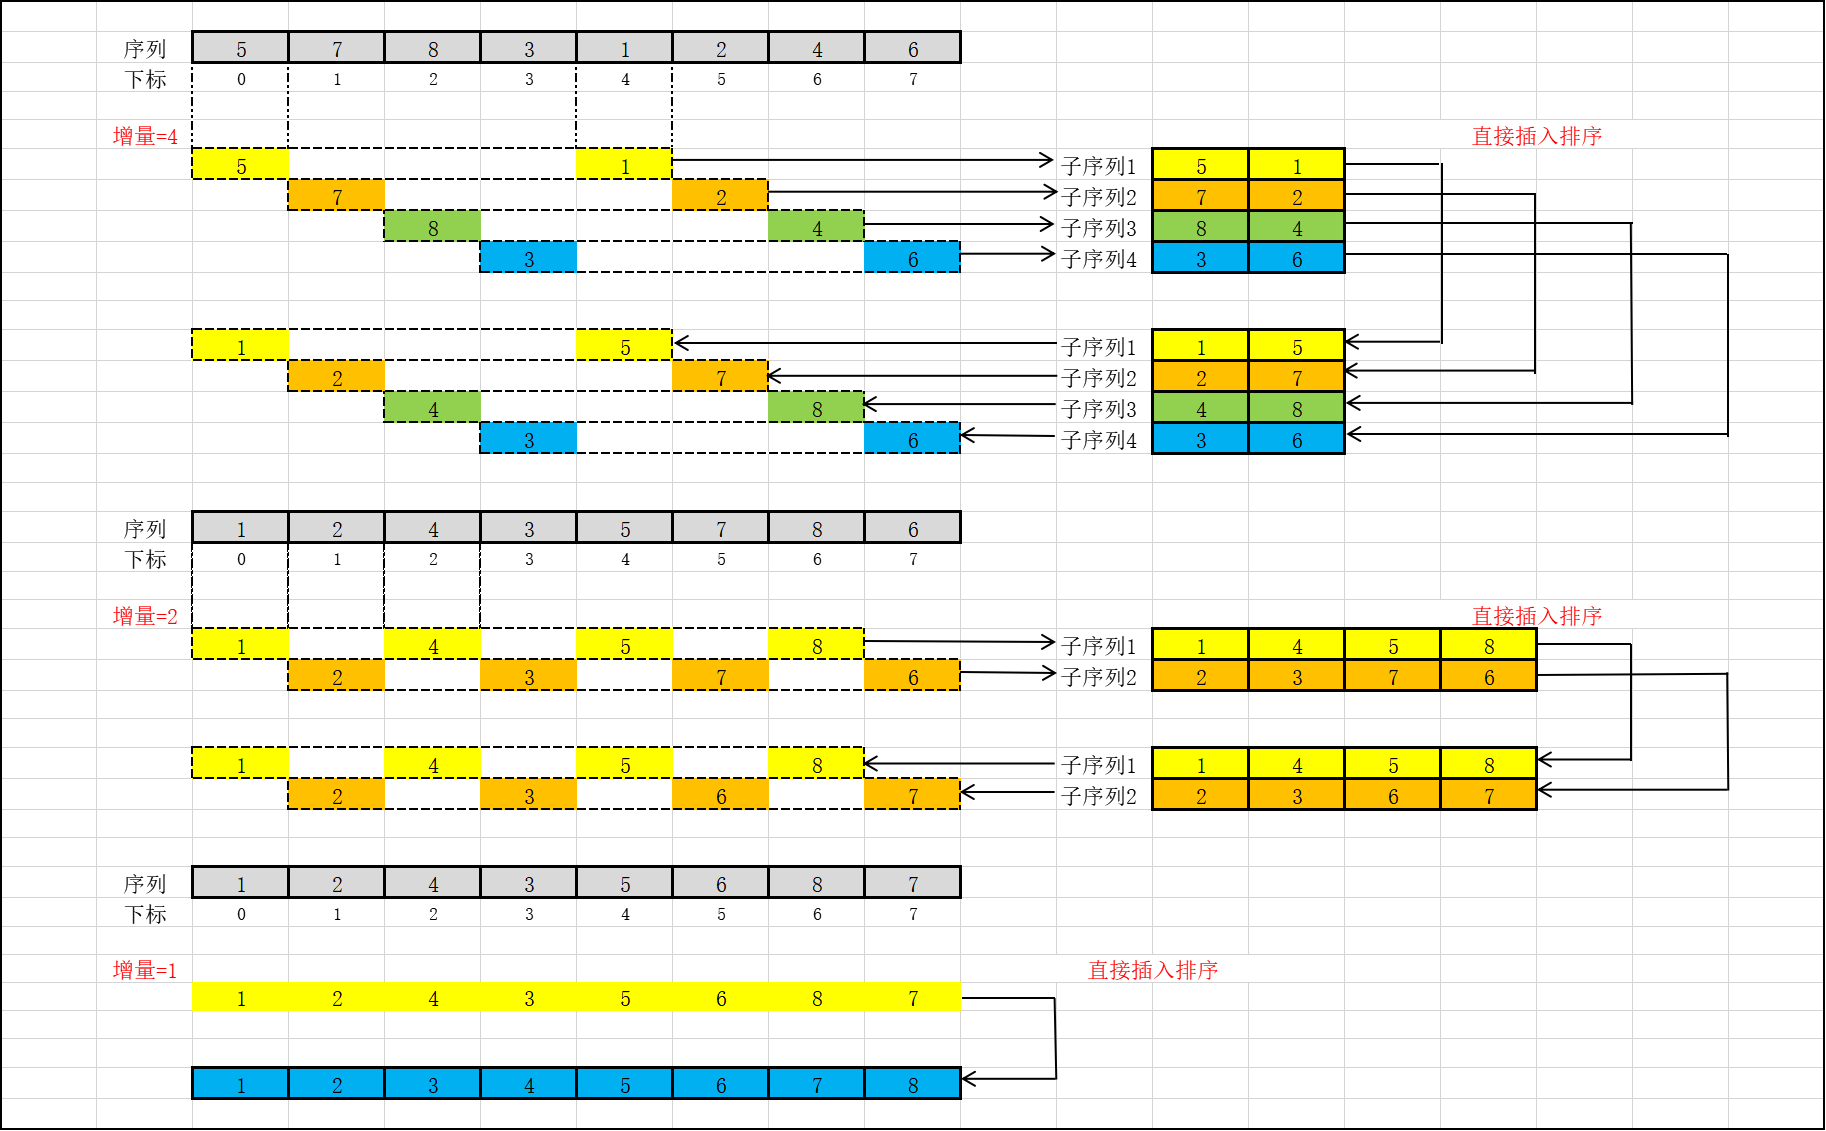 序列 5 7 8 3 1 2 4 6
下标 0 1 2 3 4 5 6 7
增量=4 直接插入排序
5 1 子序列1 5 1
7 2 子序列2 7 2
8 4 子序列3 8 4
3 6 子序列4 3 6
1 5 子序列1 1 5
2 7 子序列2 2 7
4 8 子序列3 4 8
3 6 子序列4 3 6
序列 1 2 4 3 5 7 8 6
下标 0 1 2 3 4 5 6 7
增量=2 直接插入排序
1 4 5 8 子序列1 1 4 5 8
2 3 7 6 子序列2 2 3 7 6
1 4 5 8 子序列1 1 4 5 8
2 3 6 7 子序列2 2 3 6 7
序列 1 2 4 3 5 6 8 7
下标 0 1 2 3 4 5 6 7
增量=1 直接插入排序
1 2 4 3 5 6 8 7
1 2 3 4 5 6 7 8